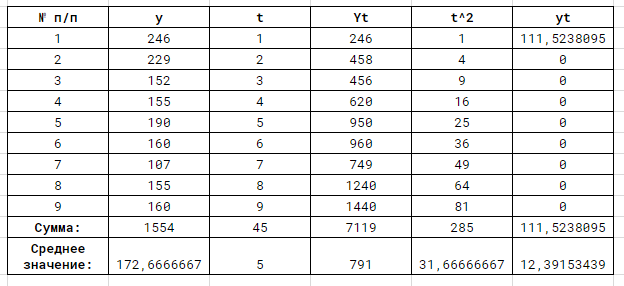 № п/п y t Yt t^2 yt
1 246 1 246 1 111,5238095
2 229 2 458 4 0
3 152 3 456 9 0
4 155 4 620 16 0
5 190 5 950 25 0
6 160 6 960 36 0
7 107 7 749 49 0
8 155 8 1240 64 0
9 160 9 1440 81 0
Сумма: 1554 45 7119 285 111,5238095
Среднее
значение: 172,6666667 5 791 31,66666667 12,39153439